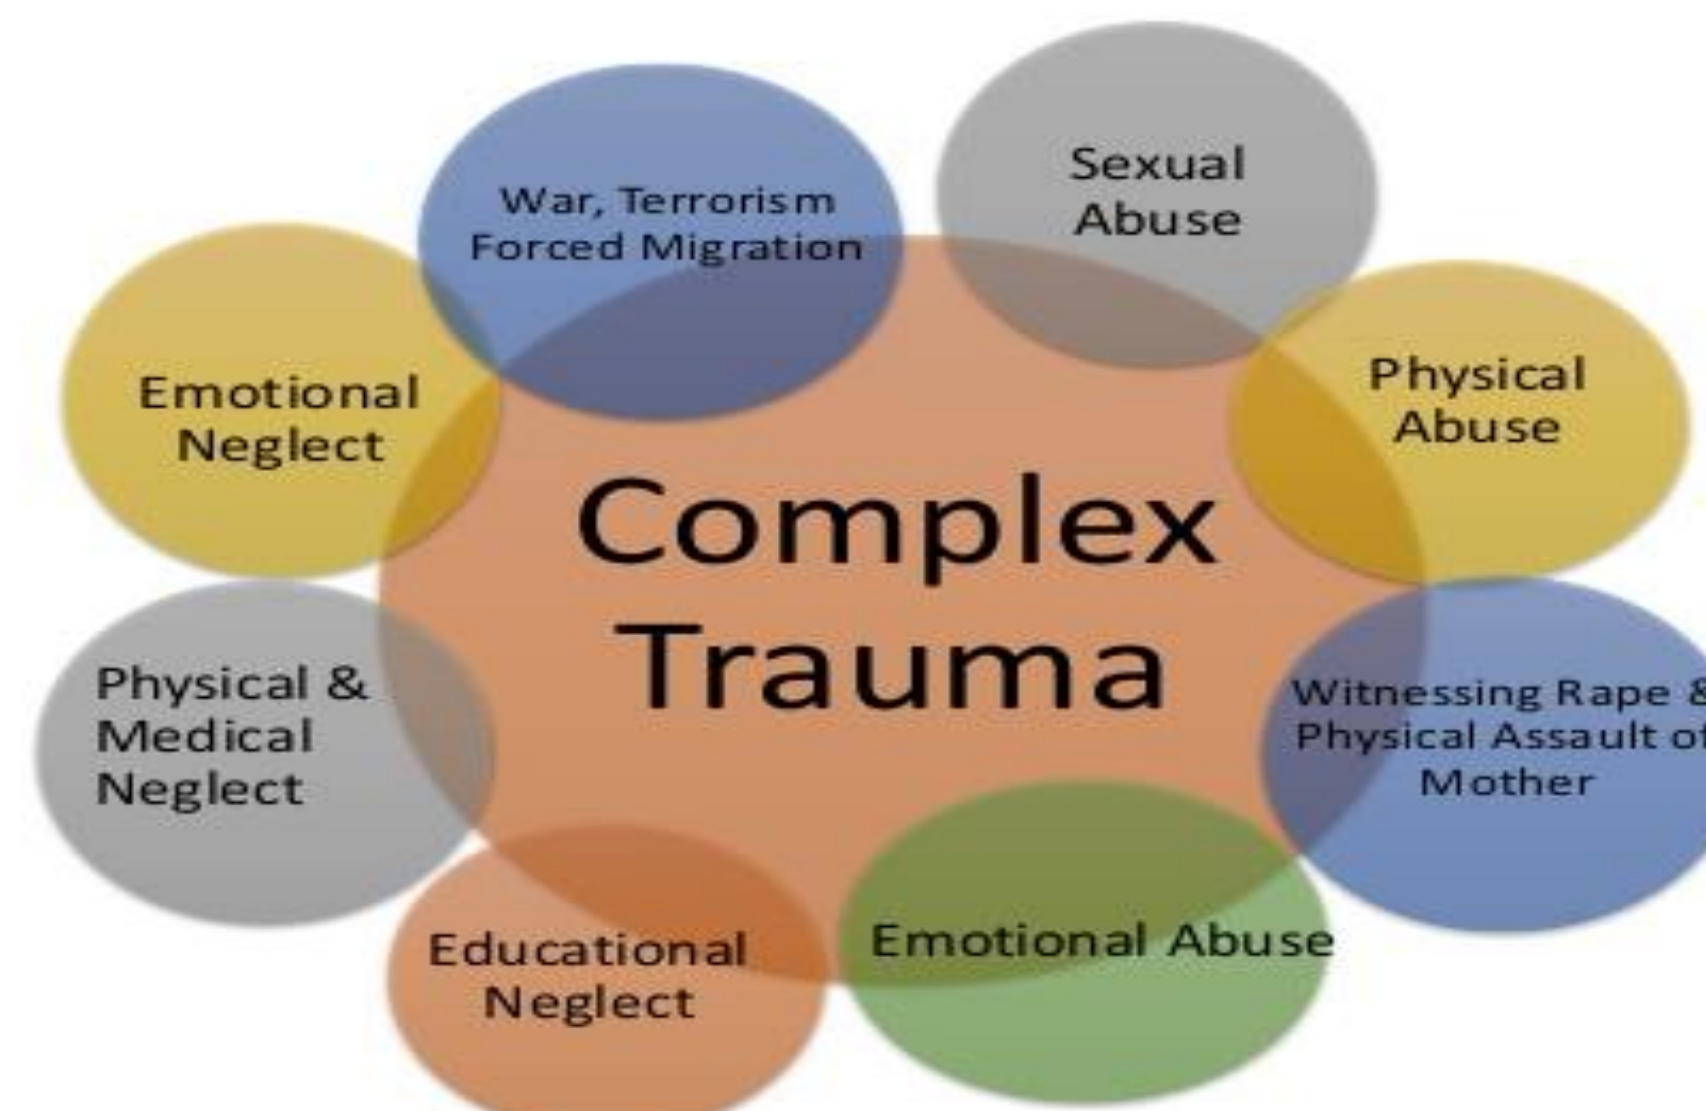 War, Terrorism
Forced Migration
Sexual
Abuse
Physical
Abuse
Witnessing Rape &
Physical Assault of
Mother
Emotional Abuse
Educational
Neglect
Physical &
Medical
Neglect
Emotional
Neglect
Complex
Trauma